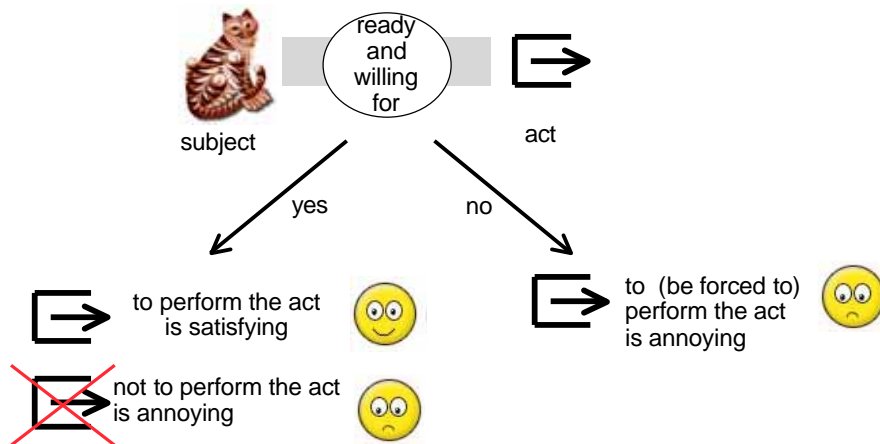 ready
and
willing
for
subject
act
yes
no
to perform the act
is satisfying
not to perform the act
is annoying
to (be forced to)
perform the act
is annoying